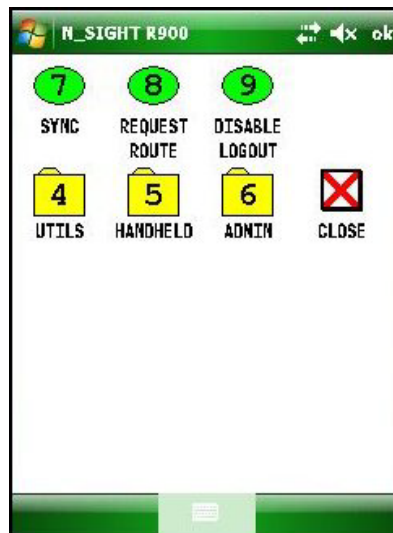 N_SIGHT R900 ok
7 8 9
SYNC REQUEST DISABLE
ROUTE LOGOUT
4 5 6
UTILS HANDHELD ADMIN CLOSE